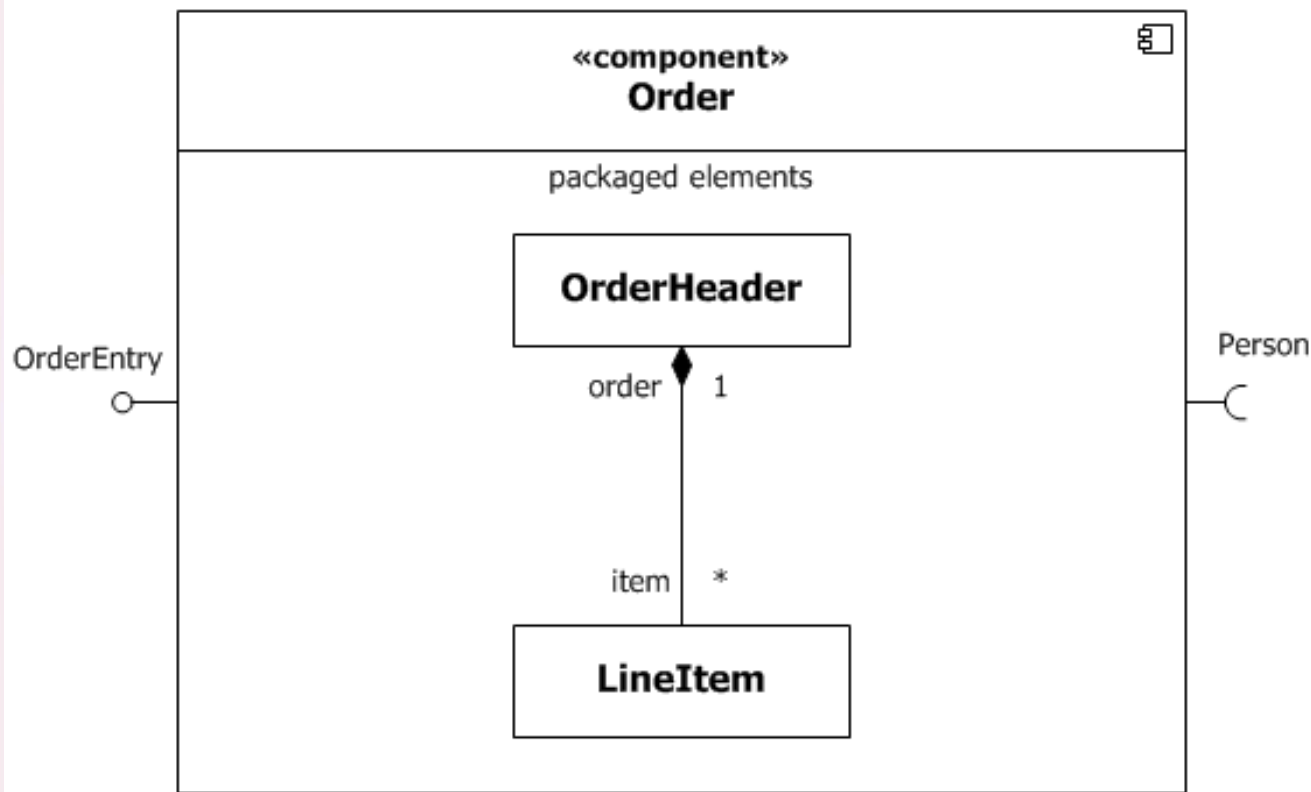 «component»
Order
packaged elements
OrderHeader
OrderEntry
Person
order 1
item *
LineItem